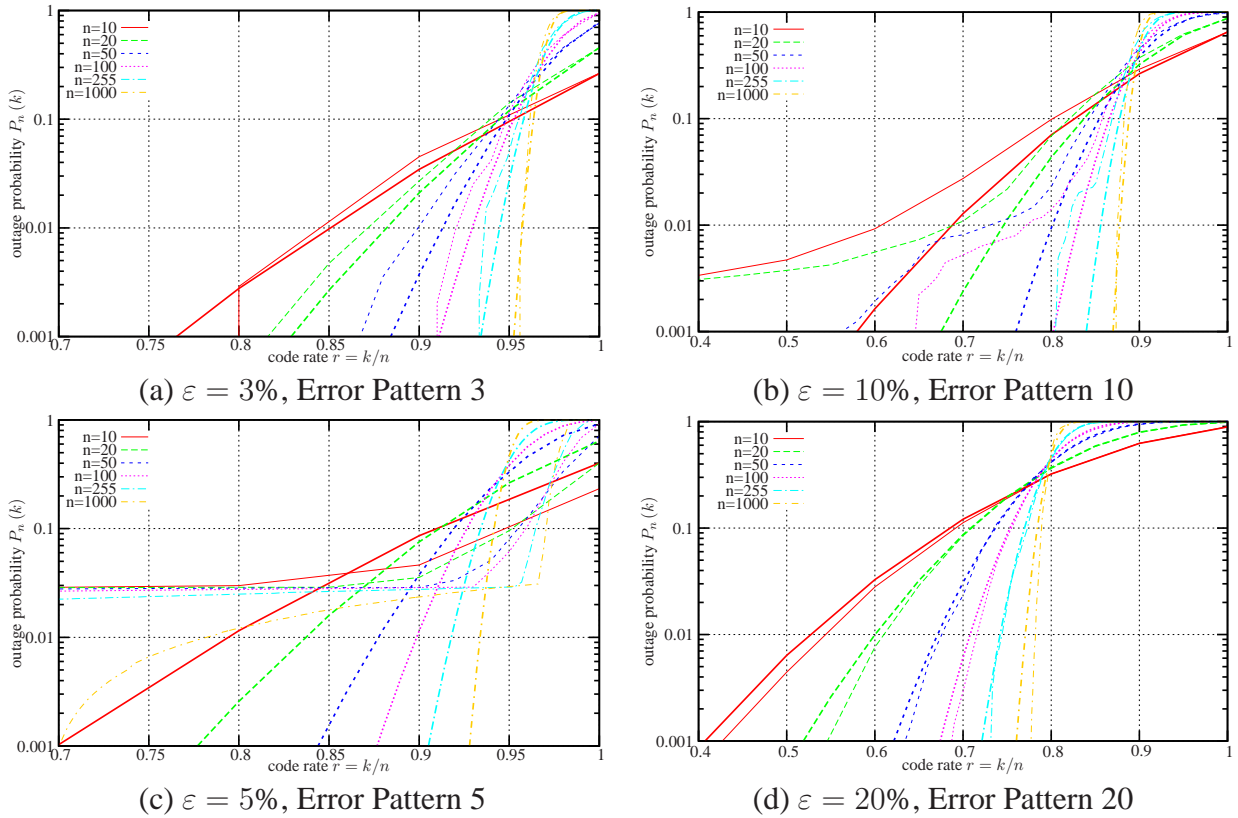 1
0.1
0.01
0.001
outage probability P_n (k)
n=10
n=20
n=50
n=100
n=255
n=1000
0.7 0.75 0.8 0.85 0.9 0.95 1
code rate r = k/n
(a) ε = 3%, Error Pattern 3
1
0.1
0.01
0.001
outage probability P_n (k)
n=10
n=20
n=50
n=100
n=255
n=1000
0.4 0.5 0.6 0.7 0.8 0.9 1
code rate r = k/n
(b) ε = 10%, Error Pattern 10
1
0.1
0.01
0.001
outage probability P_n (k)
n=10
n=20
n=50
n=100
n=255
n=1000
0.7 0.75 0.8 0.85 0.9 0.95 1
code rate r = k/n
(c) ε = 5%, Error Pattern 5
1
0.1
0.01
0.001
outage probability P_n (k)
n=10
n=20
n=50
n=100
n=255
n=1000
0.4 0.5 0.6 0.7 0.8 0.9 1
code rate r = k/n
(d) ε = 20%, Error Pattern 20